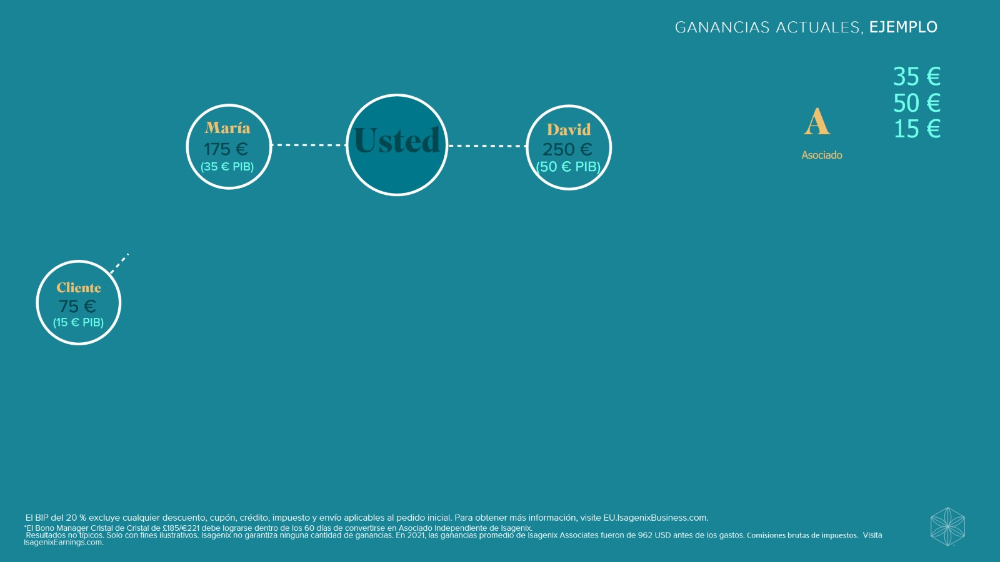 GANANCIAS ACTUALES, EJEMPLO
35 €
50 €
15 €
A
Asociado
María
175 €
(35 € PIB)
Usted
David
250 €
(50 € PIB)
Cliente
75 €
(15 € PIB)
El BIP del 20 % excluye cualquier descuento, cupón, crédito, impuesto y envío aplicables al pedido inicial. Para obtener más información, visite EU.IsagenixBusiness.com.
*El Bono Manager Cristal de Cristal de £185/€221 debe lograrse dentro de los 60 días de convertirse en Asociado Independiente de Isagenix.
Resultados no típicos. Solo con fines ilustrativos. Isagenix no garantiza ninguna cantidad de ganancias. En 2021, las ganancias promedio de Isagenix Associates fueron de 962 USD antes de los gastos. Comisiones brutas de impuestos. Visita
IsagenixEarnings.com.